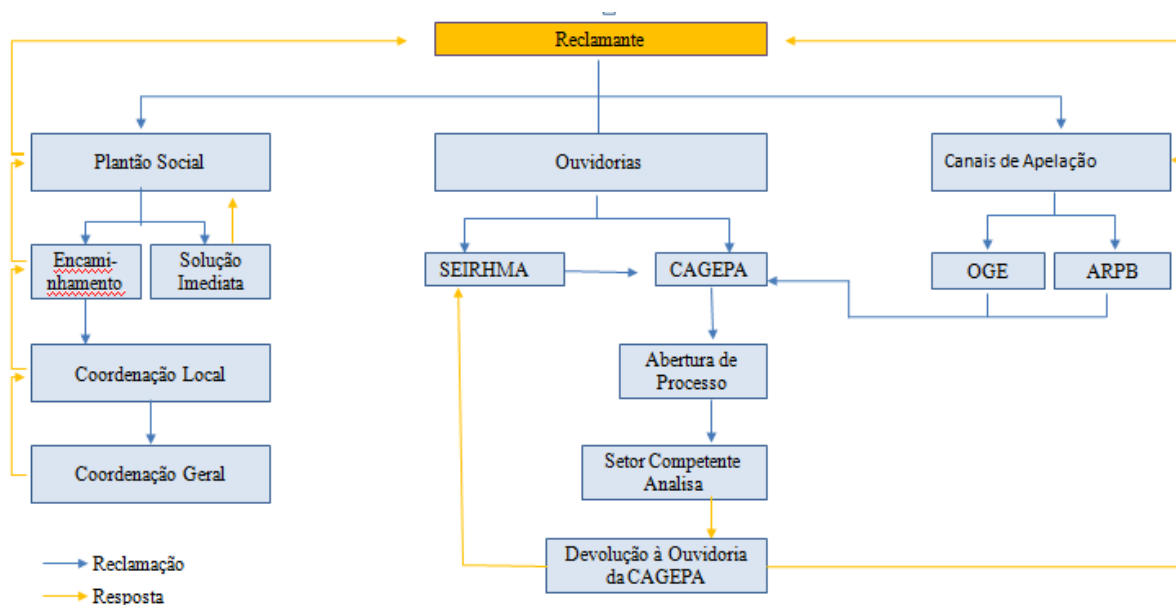 Reclamante
Plantão Social
Ouvidorias
Canais de Apelação
Encami-
nhamento
Solução
Imediata
SEIRHMA
CAGEPA
OGE
ARPB
Coordenação Local
Abertura de
Processo
Coordenação Geral
Setor Competente
Analisa
Devolução à Ouvidoria
da CAGEPA
Reclamação
Resposta